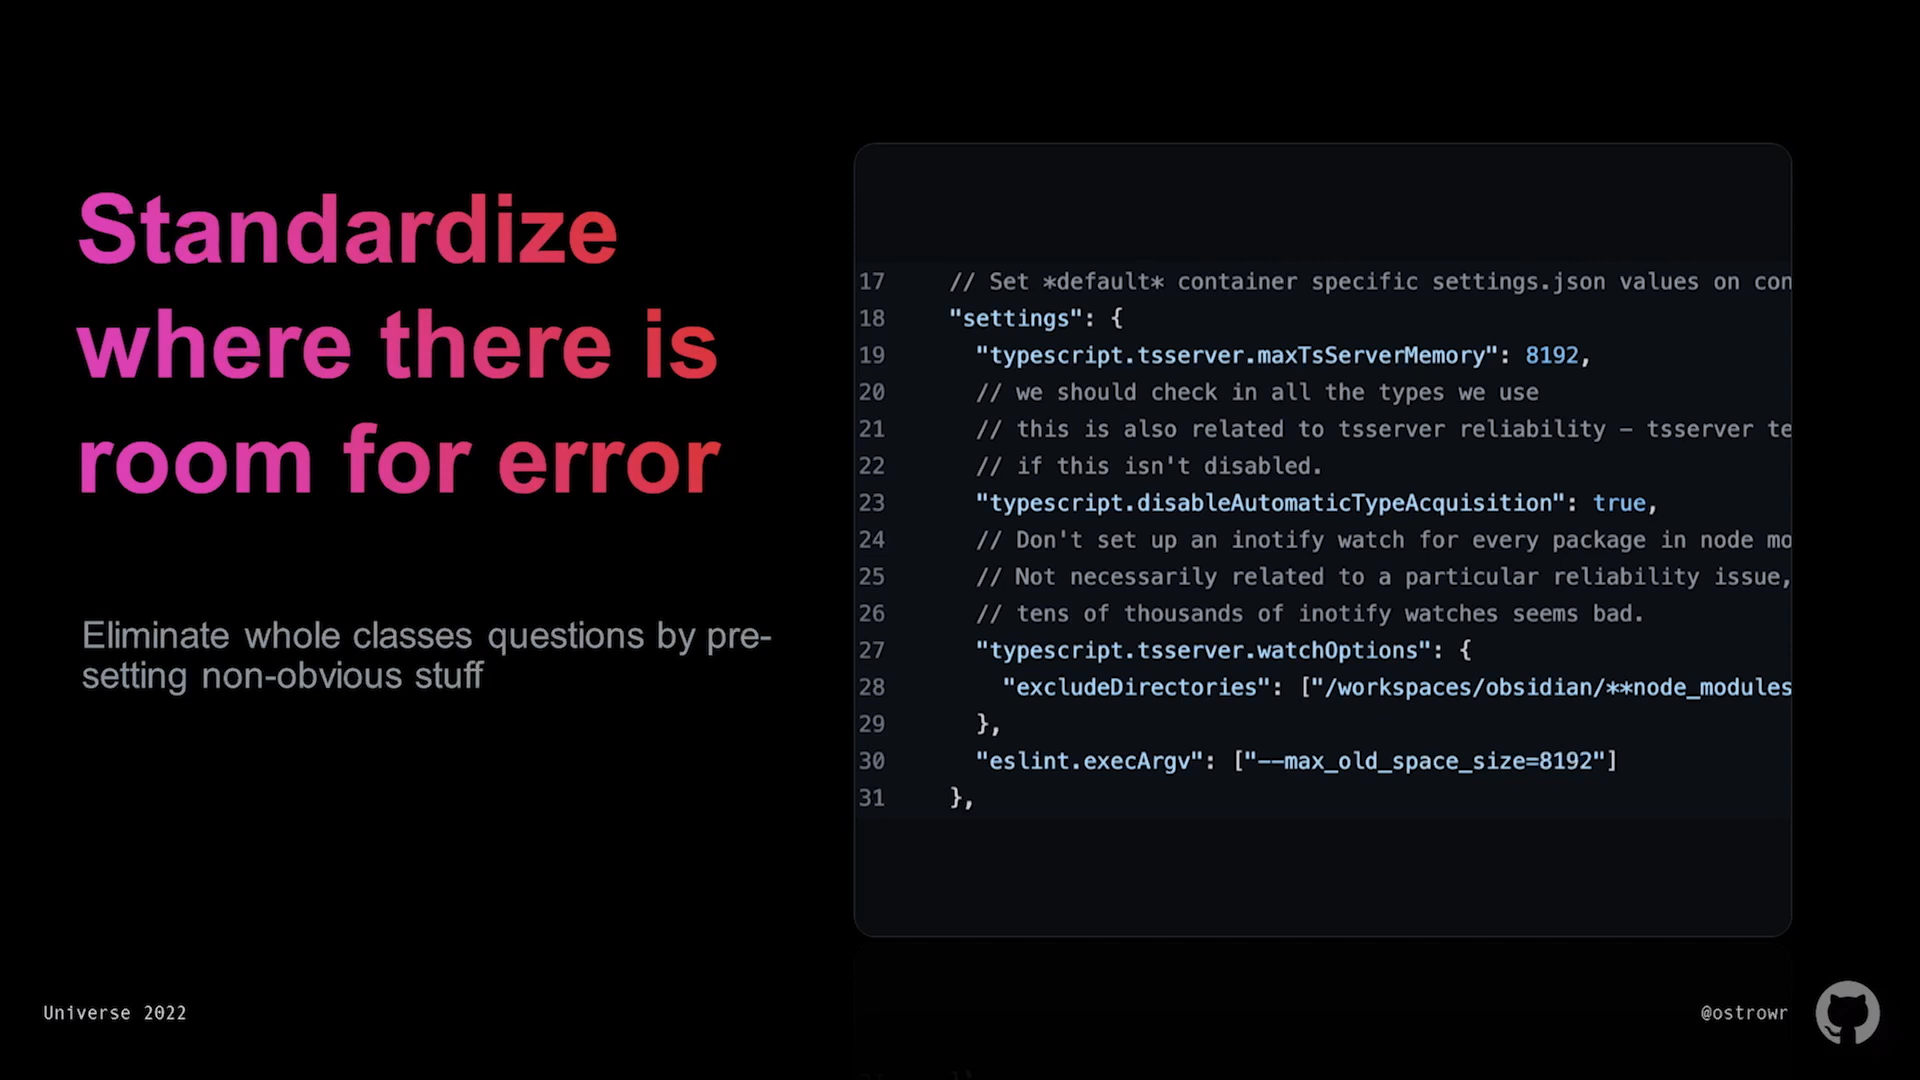 Standardize
where there is
room for error
Eliminate whole classes questions by pre-
setting non-obvious stuff
17 // Set *default* container specific settings.json values on con
18 "settings": {
19 "typescript.tsserver.maxTsServerMemory": 8192,
20 // we should check in all the types we use
21 // this is also related to tsserver reliability – tsserver te
22 // if this isn't disabled.
23 "typescript.disableAutomaticTypeAcquisition": true,
24 // Don't set up an inotify watch for every package in node mo
25 // Not necessarily related to a particular reliability issue,
26 // tens of thousands of inotify watches seems bad.
27 "typescript.tsserver.watchOptions": {
28 "excludeDirectories": ["/workspaces/obsidian/**node_modules
29 },
30 "eslint.execArgv": ["--max_old_space_size=8192"]
31 },
Universe 2022
@ostrowr